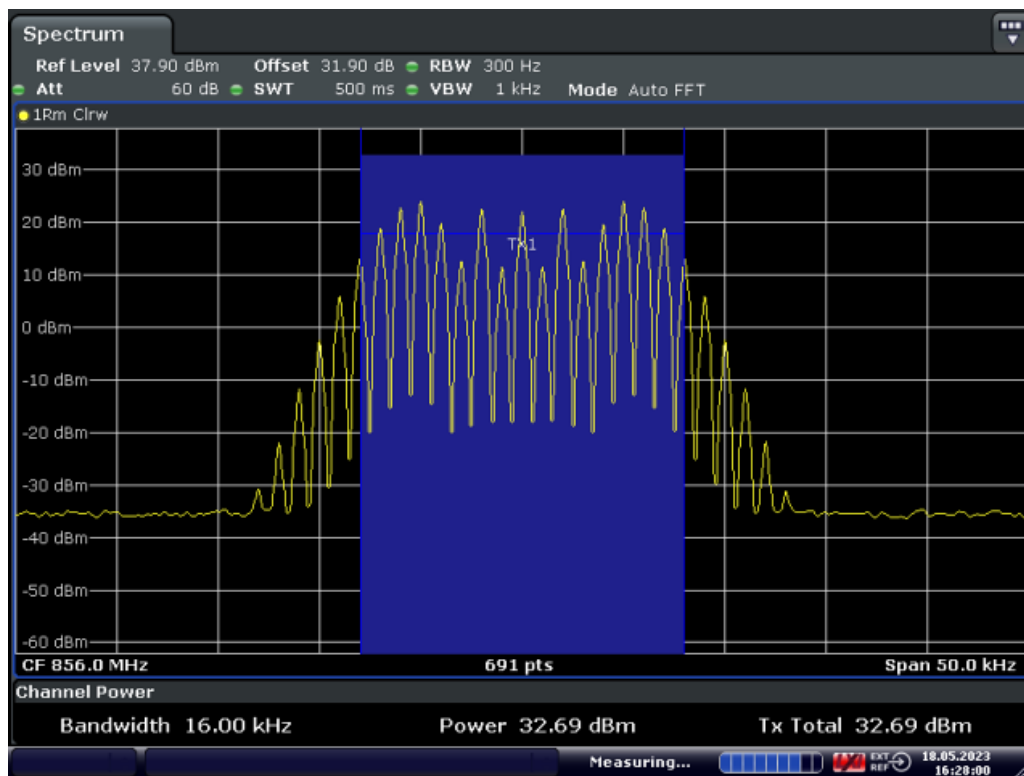 Spectrum
Ref Level 37.90 dBm Offset 31.90 dB RBW 300 Hz
Att 60 dB SWT 500 ms VBW 1 kHz Mode Auto FFT
1Rm Clrw
30 dBm
20 dBm
Tx1
10 dBm
0 dBm
-10 dBm
-20 dBm
-30 dBm
-40 dBm
-50 dBm
-60 dBm
CF 856.0 MHz 691 pts Span 50.0 kHz
Channel Power
Bandwidth 16.00 kHz Power 32.69 dBm Tx Total 32.69 dBm
Measuring... EXT REF 18.05.2023
16:28:00